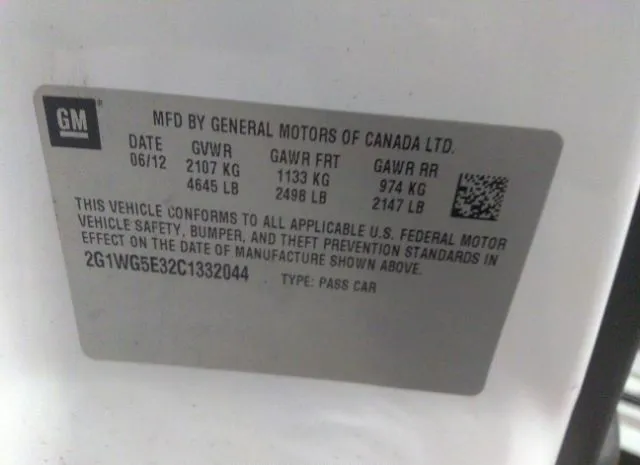 GM®
MFD BY GENERAL MOTORS OF CANADA LTD.
DATE GVWR GAWR FRT GAWR RR
06/12 2107 KG 1133 KG 974 KG
4645 LB 2498 LB 2147 LB
THIS VEHICLE CONFORMS TO ALL APPLICABLE U.S. FEDERAL MOTOR
VEHICLE SAFETY, BUMPER, AND THEFT PREVENTION STANDARDS IN
EFFECT ON THE DATE OF MANUFACTURE SHOWN ABOVE.
2G1WG5E32C1332044 TYPE: PASS CAR